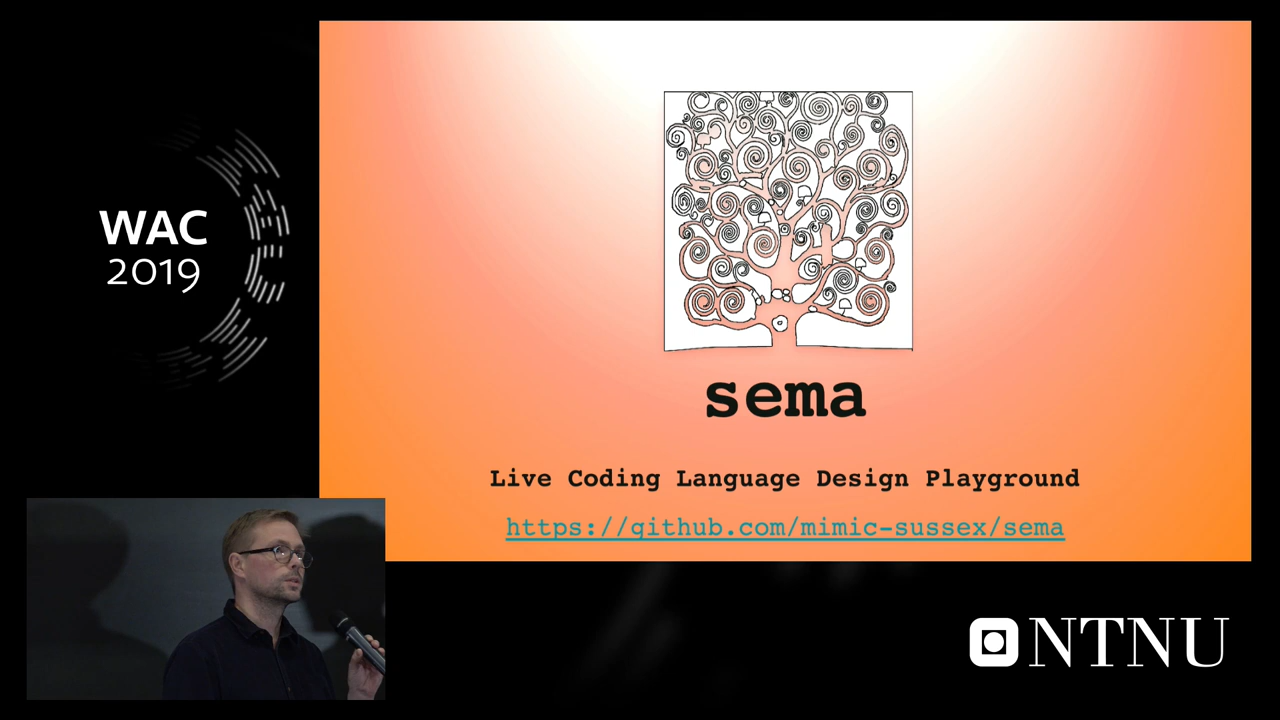 WAC
2019
sema
Live Coding Language Design Playground
https://github.com/mimic-sussex/sema
NTNU